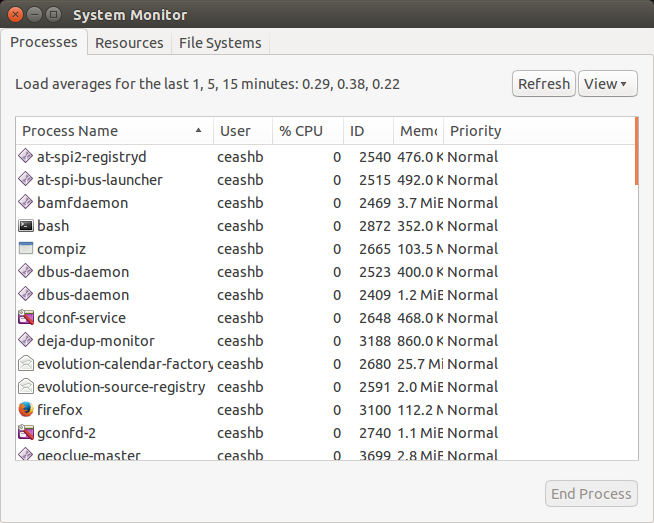 System Monitor
Processes Resources File Systems
Load averages for the last 1, 5, 15 minutes: 0.29, 0.38, 0.22 Refresh View
Process Name User % CPU ID Memo Priority
at-spi2-registryd ceashb 0 2540 476.0 K Normal
at-spi-bus-launcher ceashb 0 2515 492.0 K Normal
bamfdaemon ceashb 0 2469 3.7 MiB Normal
bash ceashb 0 2872 352.0 K Normal
compiz ceashb 0 2665 103.5 M Normal
dbus-daemon ceashb 0 2523 400.0 K Normal
dbus-daemon ceashb 0 2409 1.2 MiB Normal
dconf-service ceashb 0 2648 468.0 K Normal
deja-dup-monitor ceashb 0 3188 860.0 K Normal
evolution-calendar-factory ceashb 0 2680 25.7 Mi Normal
evolution-source-registry ceashb 0 2591 2.0 MiB Normal
firefox ceashb 0 3100 112.2 M Normal
gconfd-2 ceashb 0 2740 1.1 MiB Normal
geoclue-master ceashb 0 3699 2.8 MiB Normal
End Process